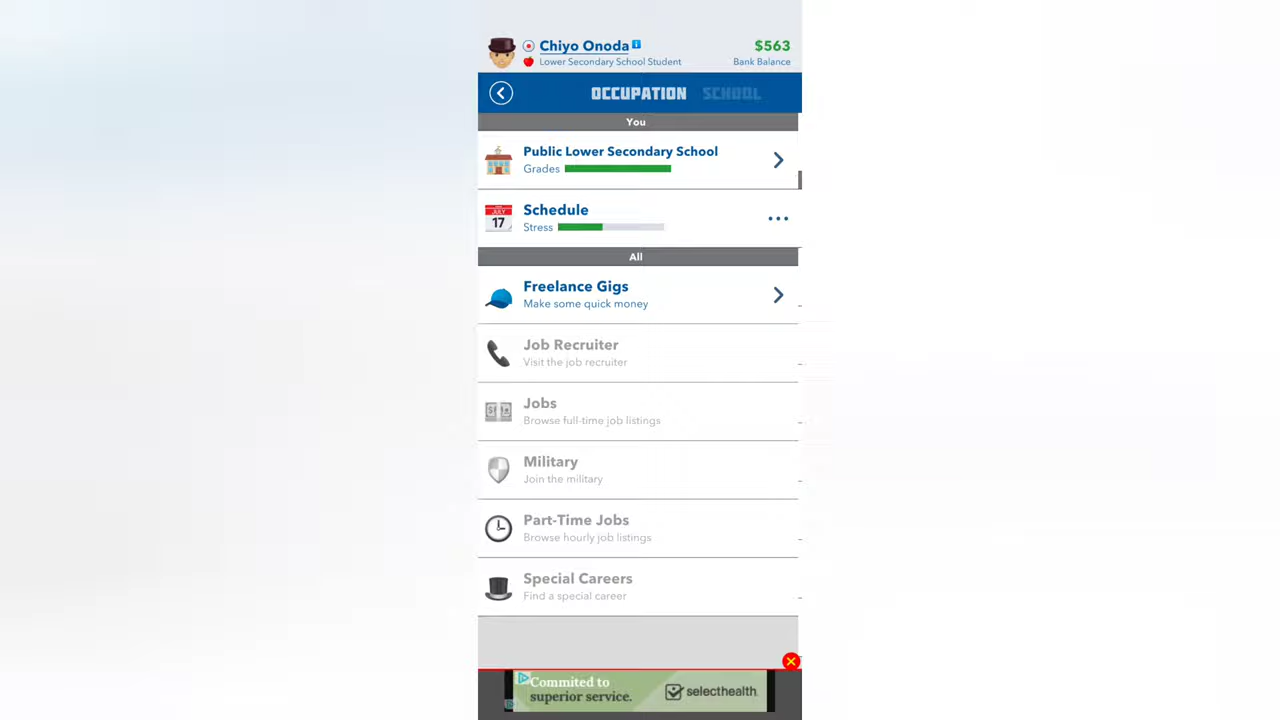 Chiyo Onoda
$563
Lower Secondary School Student
Bank Balance
OCCUPATION
SCHOOL
You
Public Lower Secondary School
Grades
JULY
17
Schedule
Stress
All
Freelance Gigs
Make some quick money
Job Recruiter
Visit the job recruiter
Jobs
Browse full-time job listings
Military
Join the military
Part-Time Jobs
Browse hourly job listings
Special Careers
Find a special career
Commited to
superior service.
selecthealth